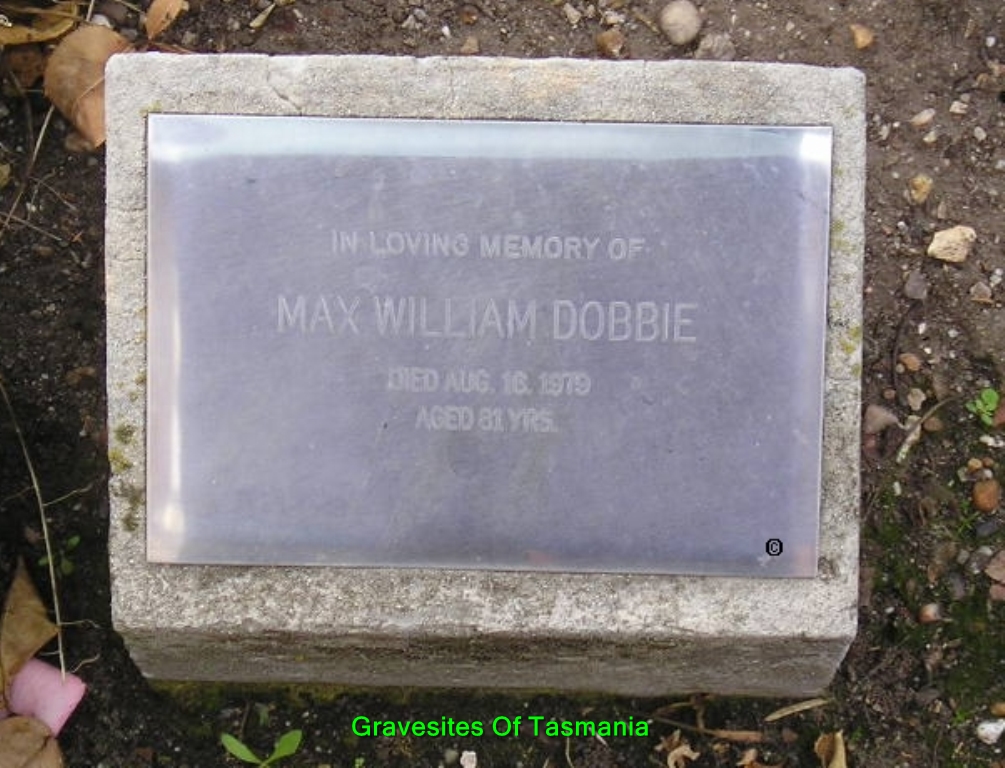 IN LOVING MEMORY OF
MAX WILLIAM DOBBIE
DIED AUG. 16. 1979
AGED 81 YRS.
©
Gravesites Of Tasmania